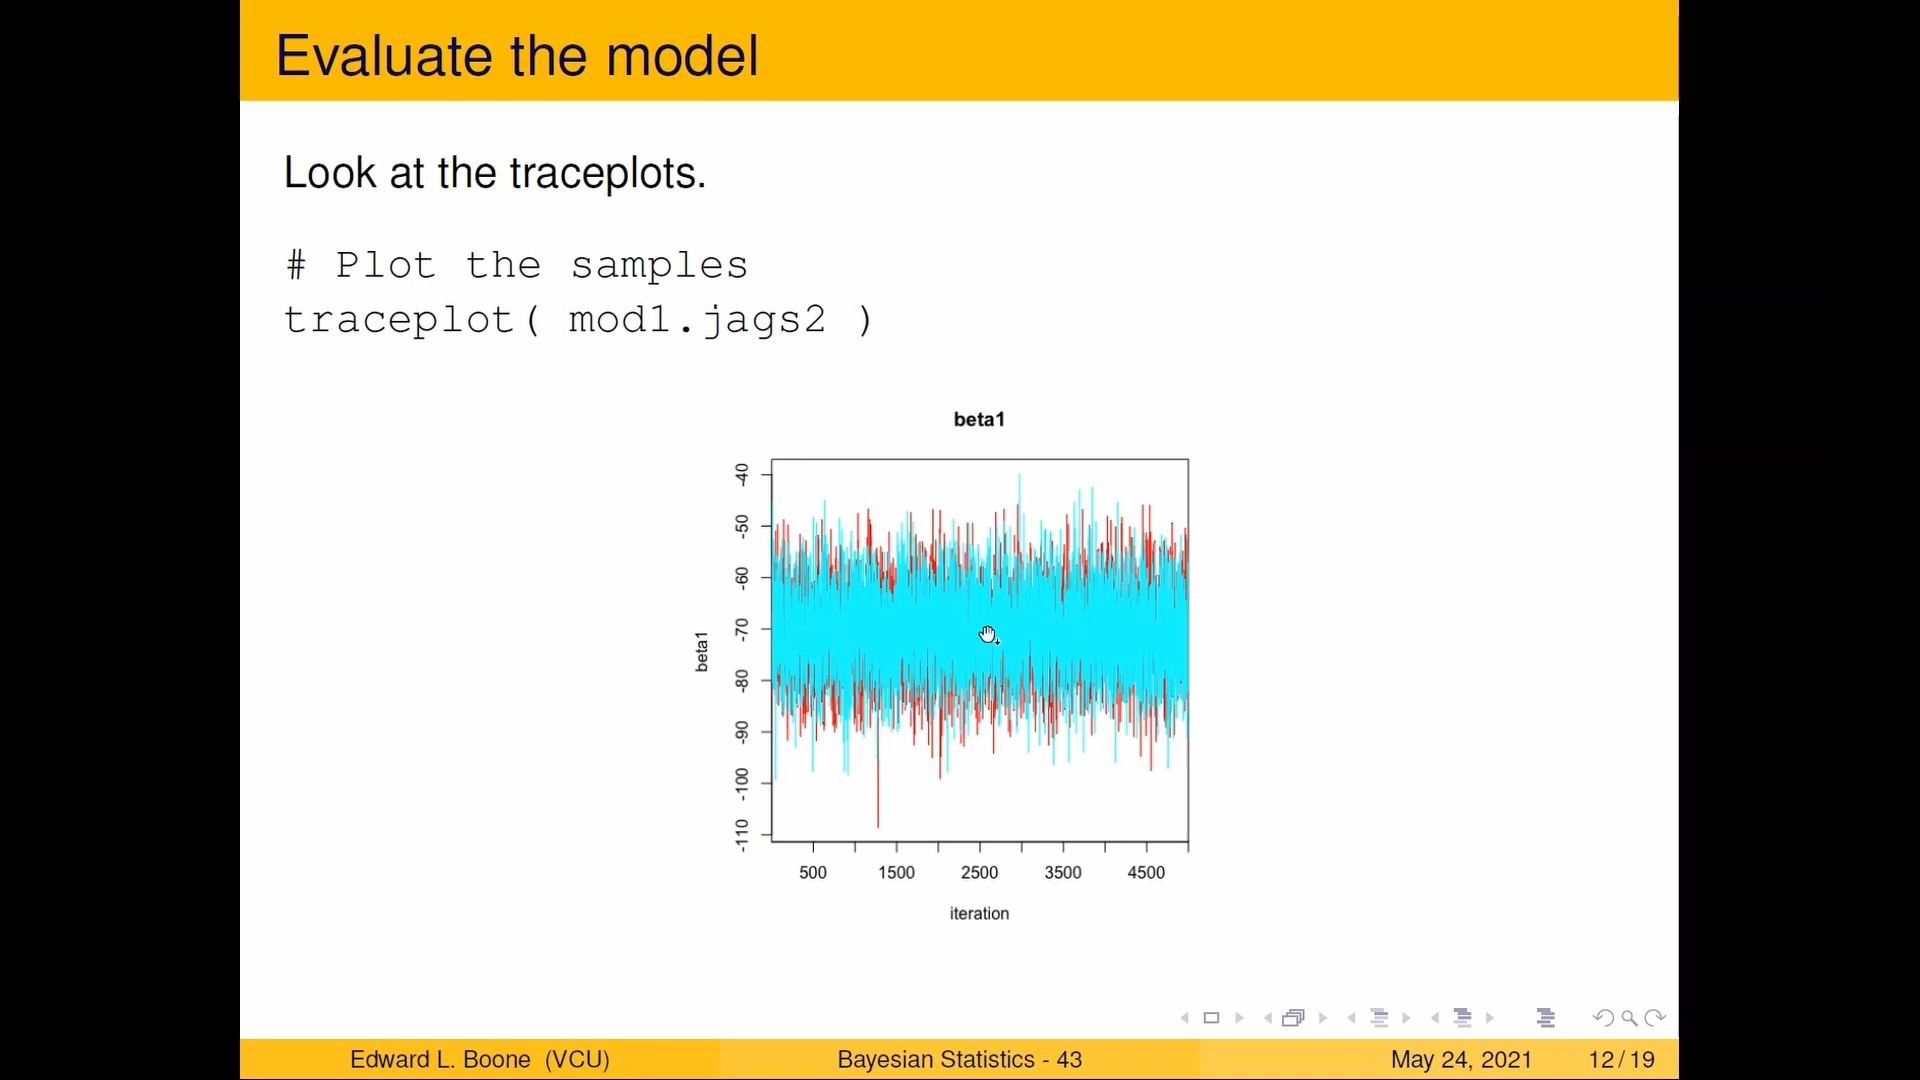 Evaluate the model
Look at the traceplots.
# Plot the samples
traceplot( mod1.jags2 )
beta1
-40
-50
-60
-70
-80
-90
-100
-110
beta1
500 1500 2500 3500 4500
iteration
Edward L. Boone (VCU) Bayesian Statistics - 43 May 24, 2021 12 / 19